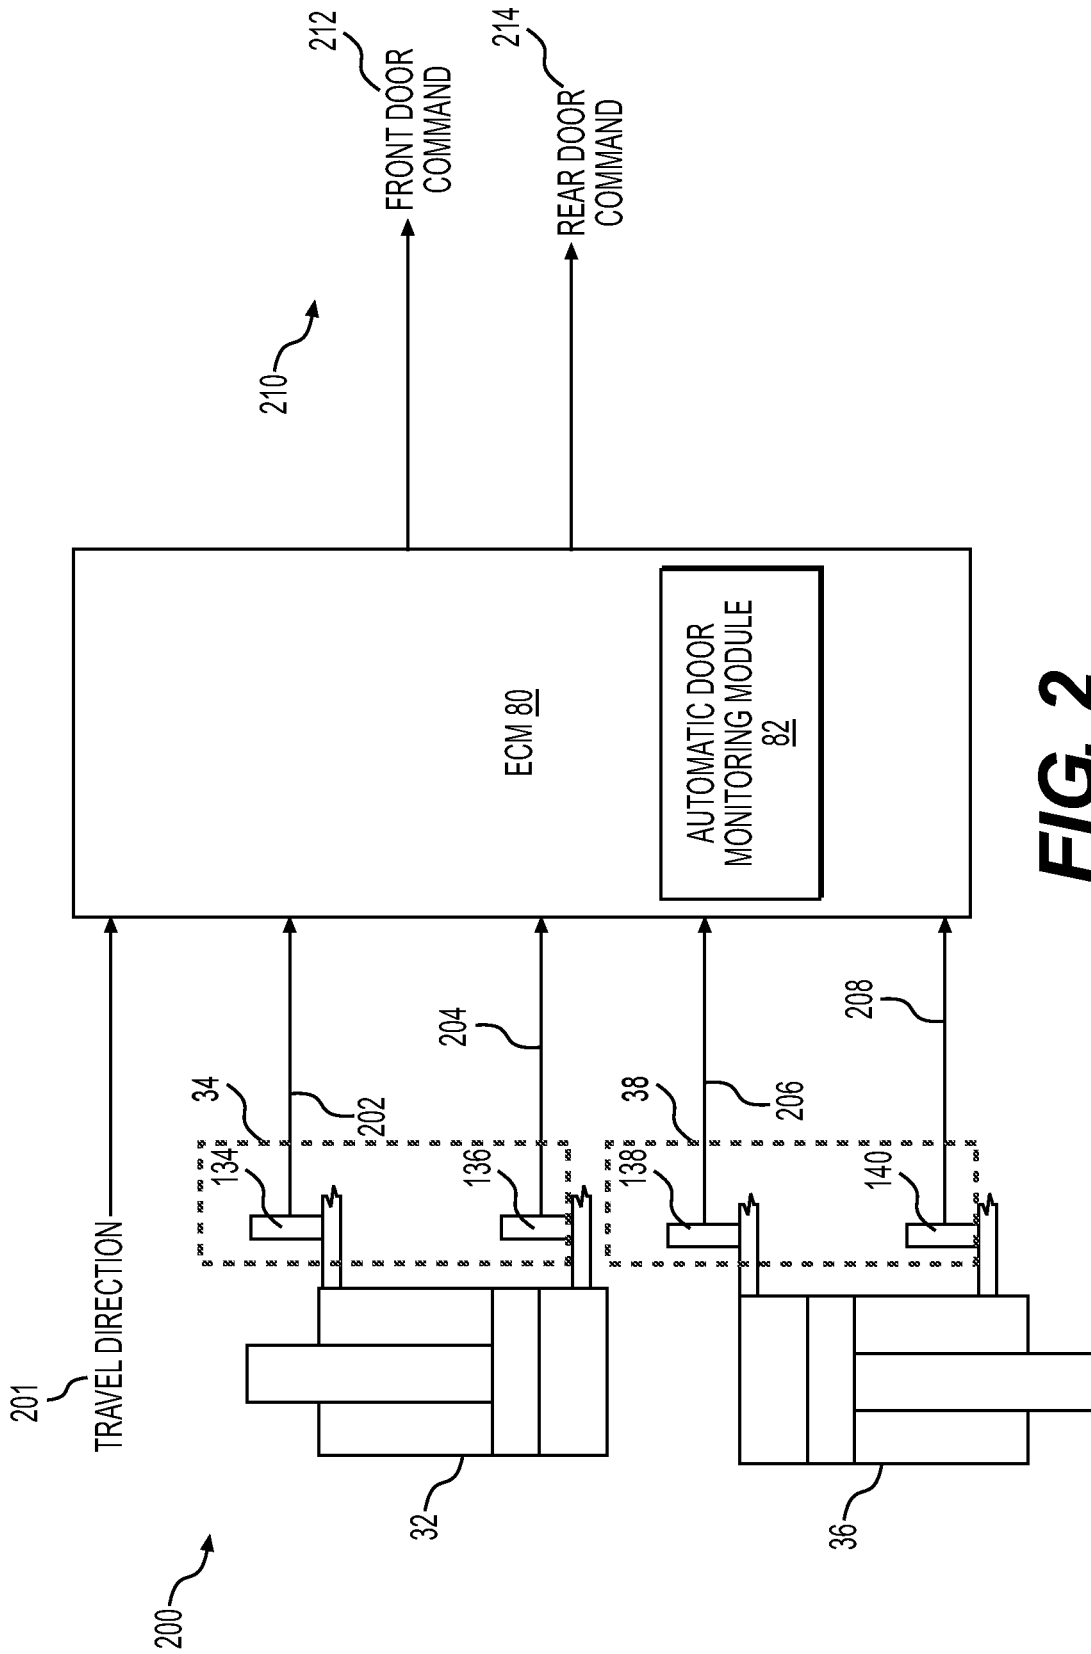 200
201
TRAVEL DIRECTION
32
36
134
34
202
136
204
138
38
206
140
208
ECM 80
AUTOMATIC DOOR
MONITORING MODULE
82
210
212
FRONT DOOR
COMMAND
214
REAR DOOR
COMMAND
FIG. 2